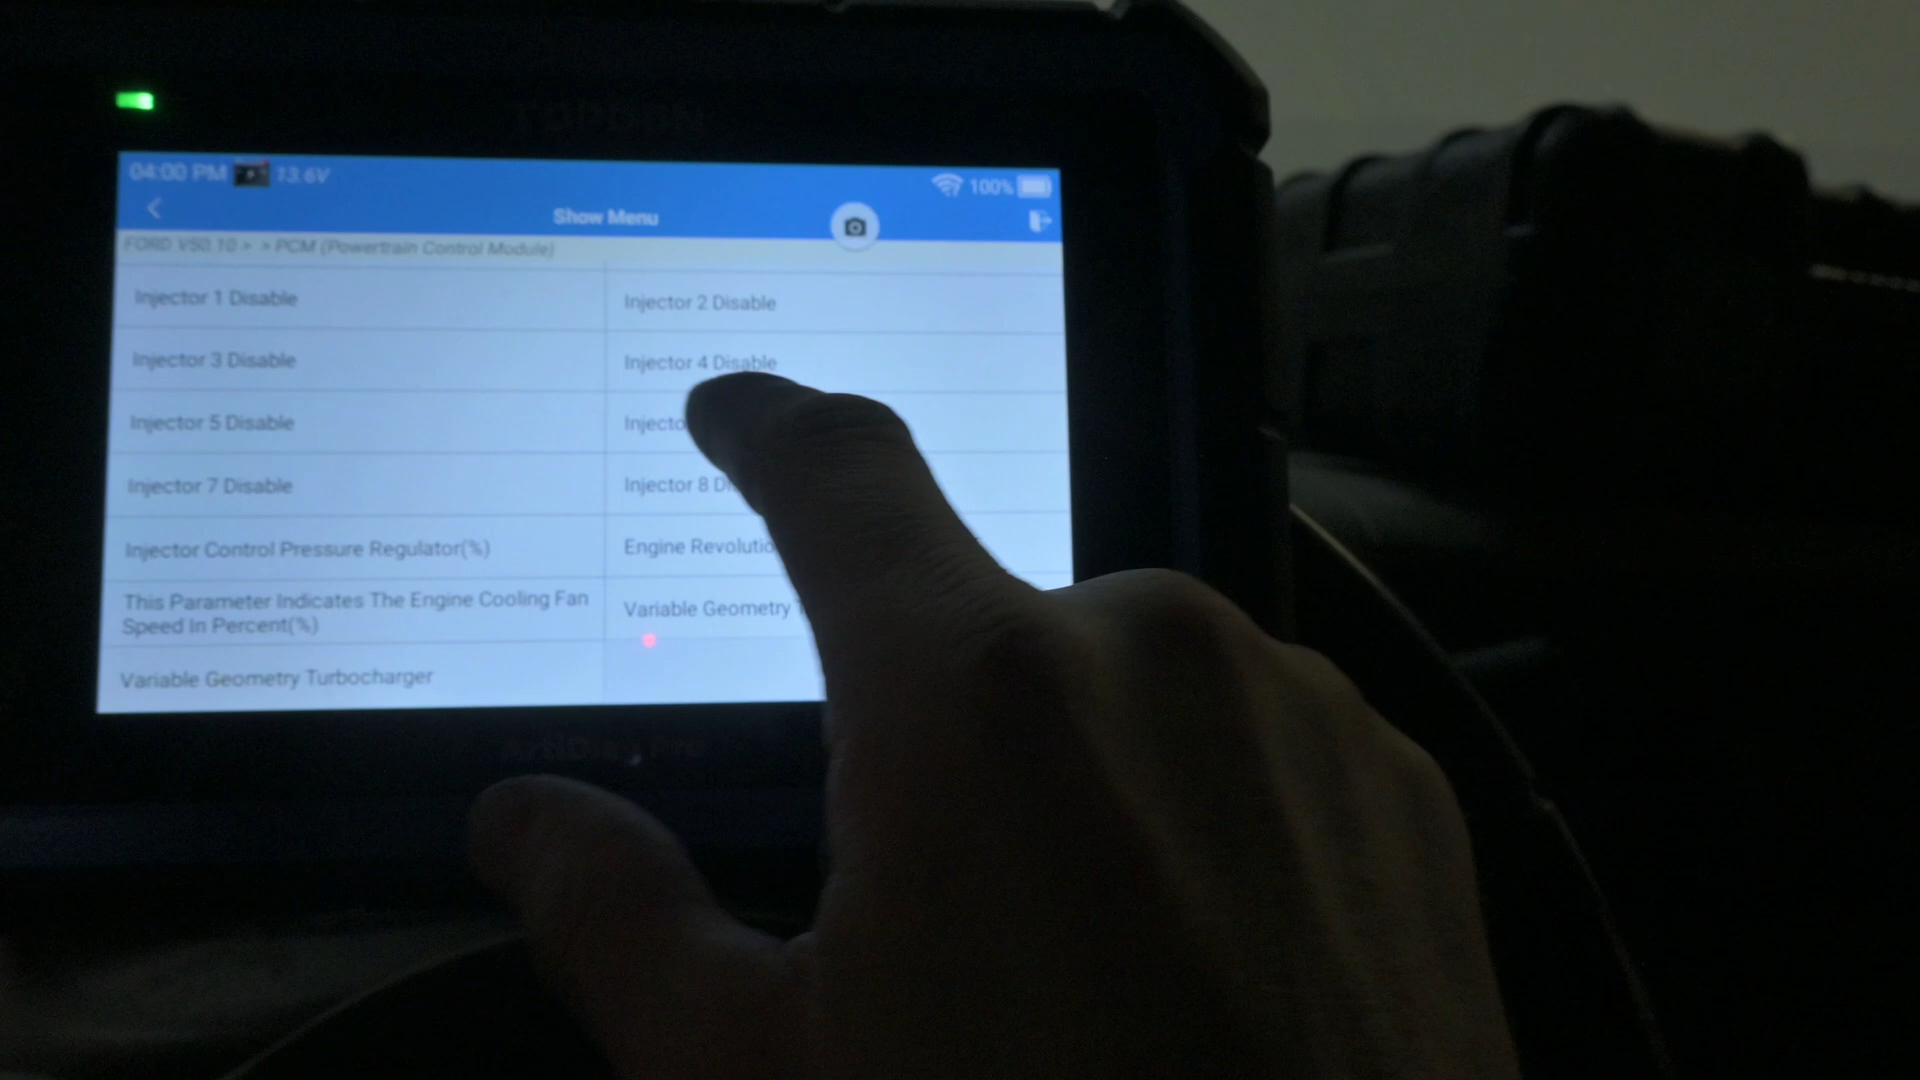 TOPDON
04:00 PM 13.6V 100%
Show Menu
FORD V50.10 > > PCM (Powertrain Control Module)
Injector 1 Disable
Injector 2 Disable
Injector 3 Disable
Injector 4 Disable
Injector 5 Disable
Injecto
Injector 7 Disable
Injector 8 Di
Injector Control Pressure Regulator(%)
Engine Revolutio
This Parameter Indicates The Engine Cooling Fan
Speed In Percent(%)
Variable Geometry T
Variable Geometry Turbocharger